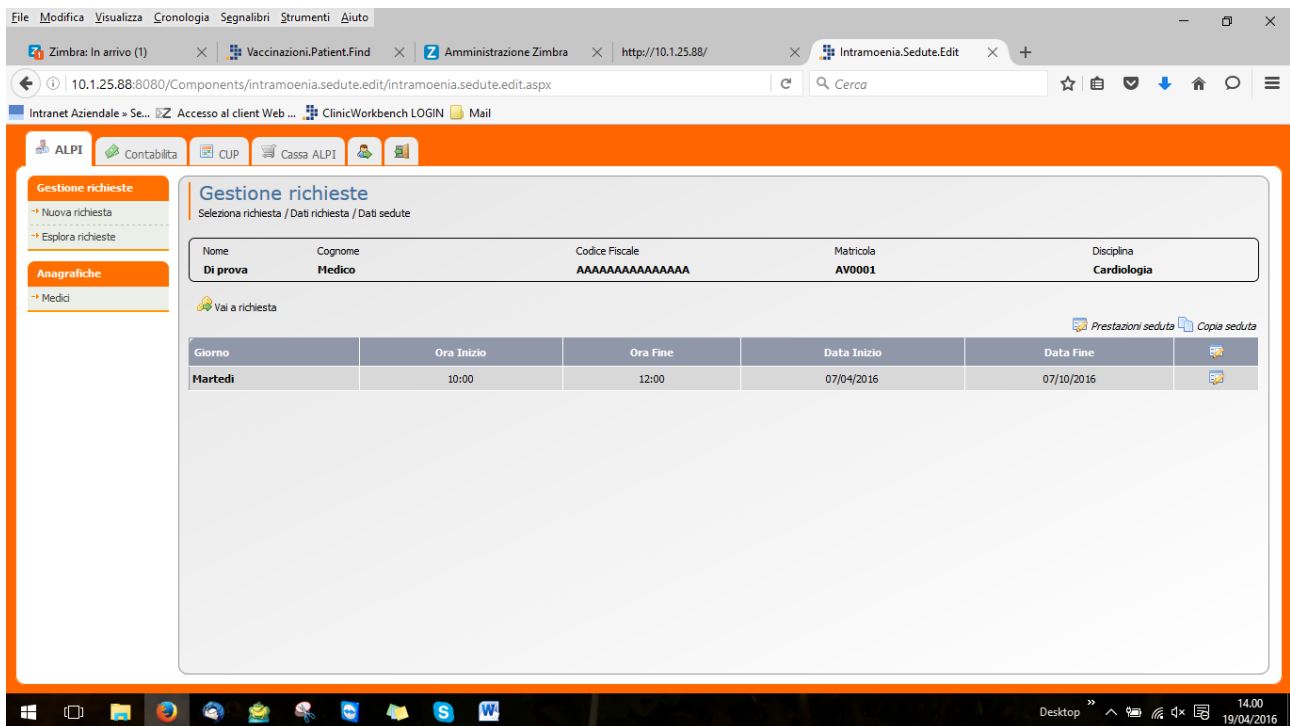 File Modifica Visualizza Cronologia Segnalibri Strumenti Aiuto
Zimbra: In arrivo (1) Vaccinazioni.Patient.Find Amministrazione Zimbra http://10.1.25.88/ Intramoenia.Sedute.Edit
10.1.25.88:8080/Components/intramoenia.sedute.edit/intramoenia.sedute.edit.aspx Cerca
Intranet Aziendale » Se... Accesso al client Web ... ClinicWorkbench LOGIN Mail
ALPI Contabilita CUP Cassa ALPI
Gestione richieste
Nuova richiesta
Esplora richieste
Anagrafiche
Medici
Gestione richieste
Seleziona richiesta / Dati richiesta / Dati sedute
Nome Cognome Codice Fiscale Matricola Disciplina
Di prova Medico AAAAAAAAAAAAAAA AV0001 Cardiologia
Vai a richiesta
Prestazioni seduta Copia seduta
Giorno Ora Inizio Ora Fine Data Inizio Data Fine
Martedi 10:00 12:00 07/04/2016 07/10/2016
Desktop 14.00
19/04/2016